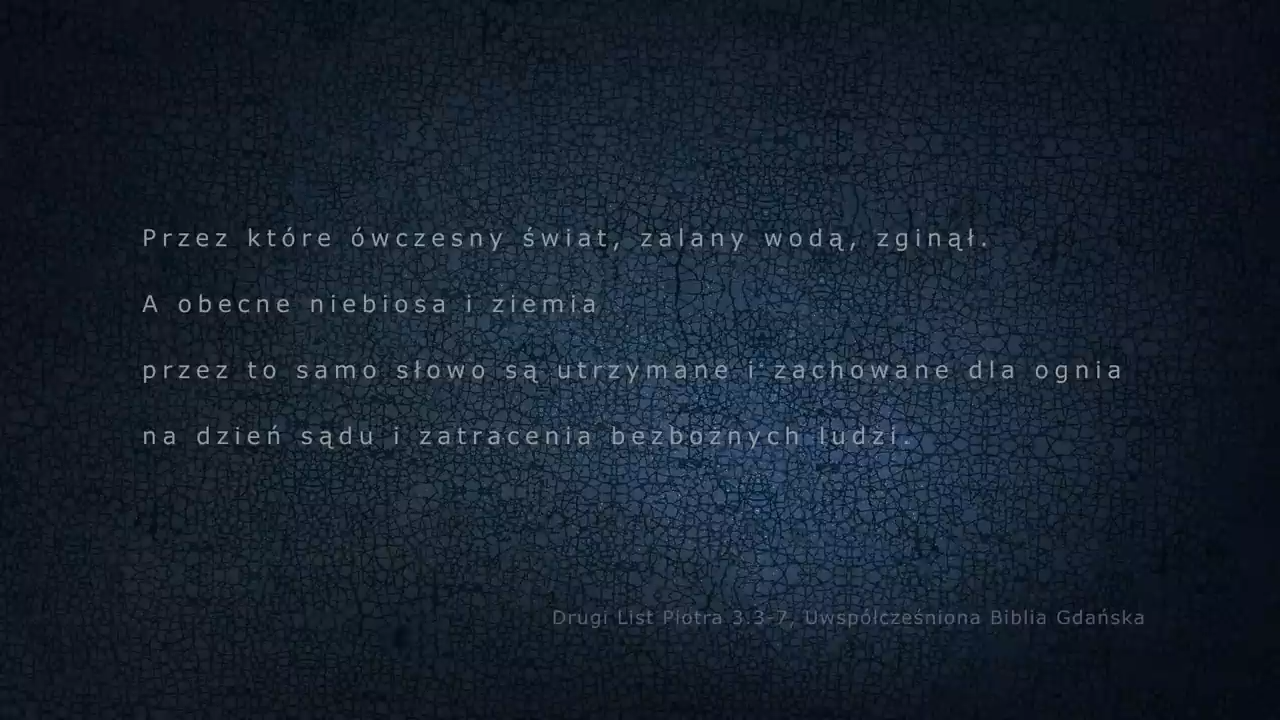 Przez które ówczesny świat, zalany wodą, zginął.
A obecne niebiosa i ziemia
przez to samo słowo są utrzymane i zachowane dla ognia
na dzień sądu i zatracenia bezbożnych ludzi.
Drugi List Piotra 3.3-7, Uwspółcześniona Biblia Gdańska